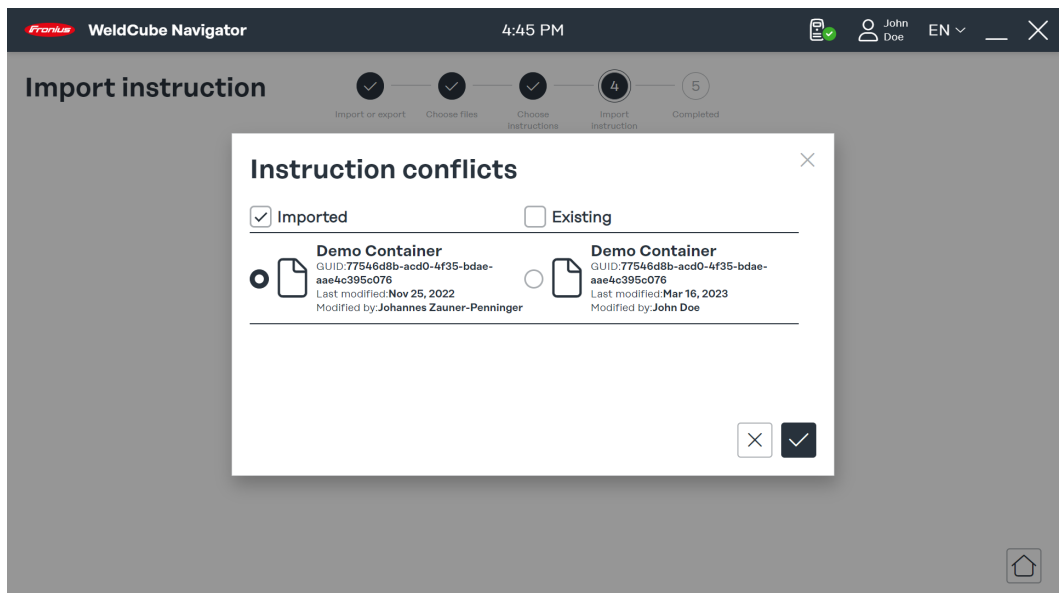 Fronius WeldCube Navigator 4:45 PM John Doe EN
Import instruction
4 5
Import or export Choose files Choose instructions Import instruction Completed
Instruction conflicts
Imported Existing
Demo Container
GUID:77546d8b-acd0-4f35-bdae-
aae4c395c076
Last modified:Nov 25, 2022
Modified by:Johannes Zauner-Penninger
Demo Container
GUID:77546d8b-acd0-4f35-bdae-
aae4c395c076
Last modified:Mar 16, 2023
Modified by:John Doe